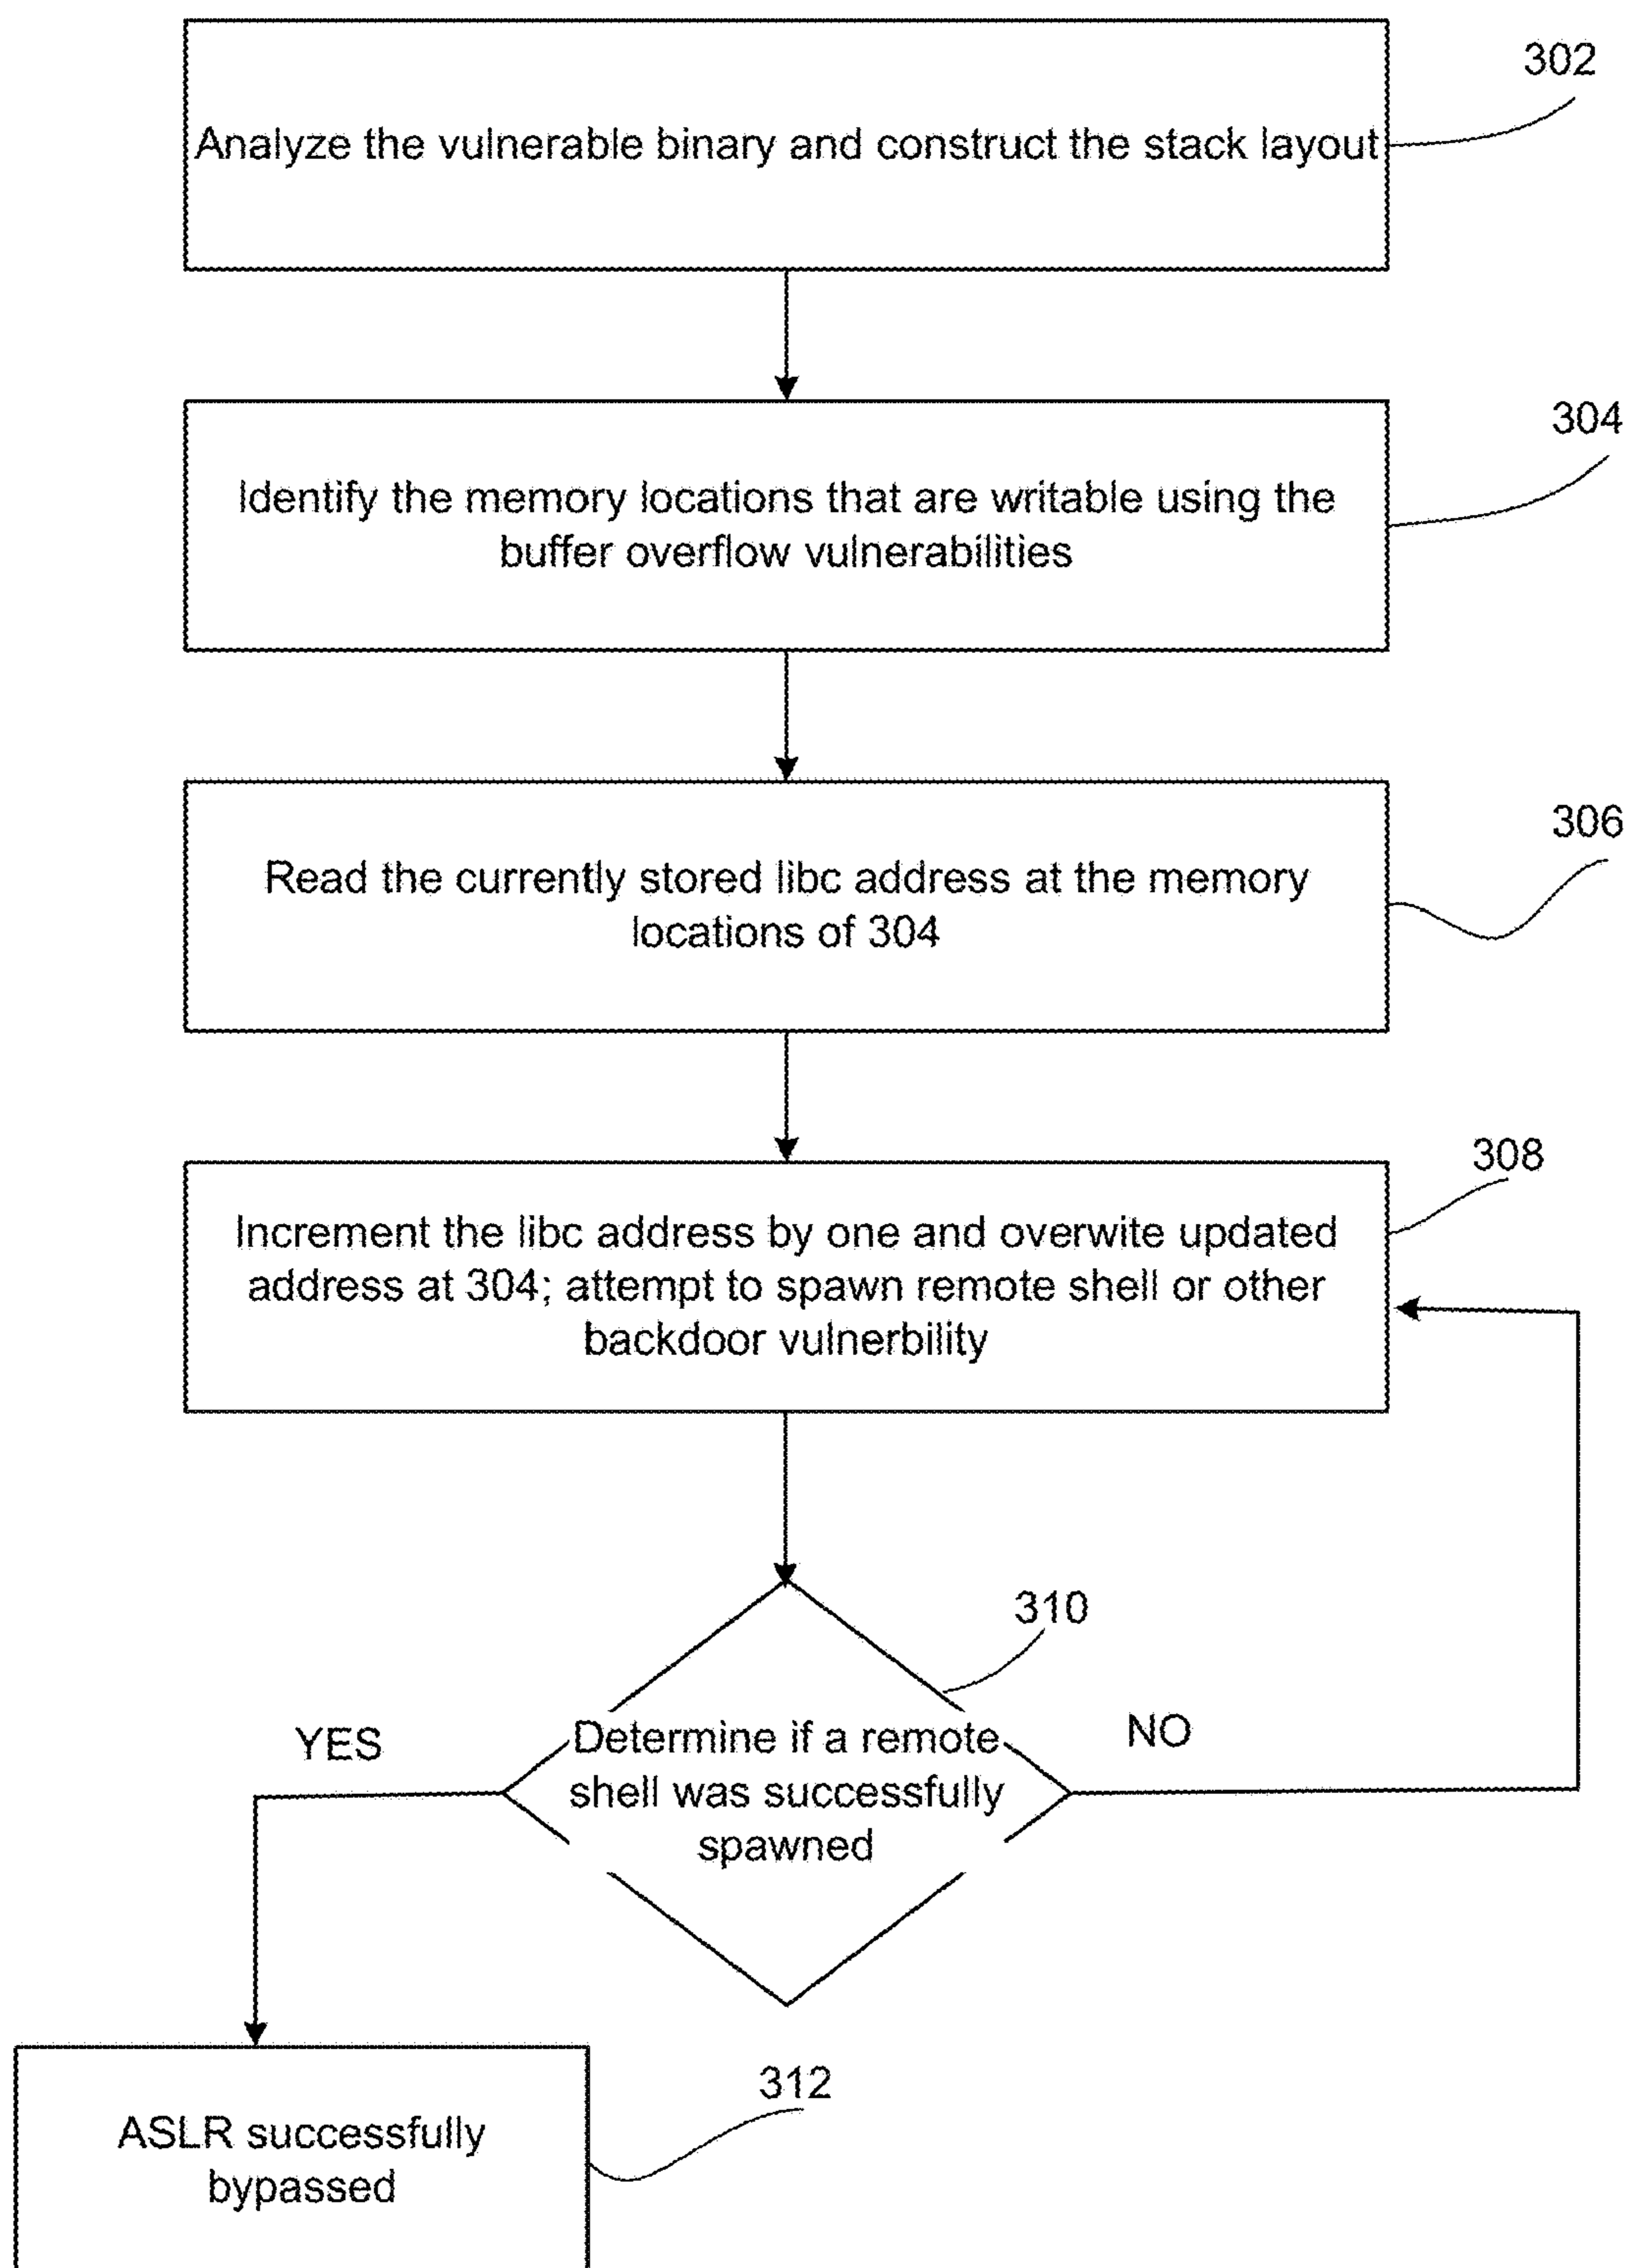 302
Analyze the vulnerable binary and construct the stack layout
304
Identify the memory locations that are writable using the
buffer overflow vulnerabilities
306
Read the currently stored libc address at the memory
locations of 304
308
Increment the libc address by one and overwite updated
address at 304; attempt to spawn remote shell or other
backdoor vulnerbility
310
YES
Determine if a remote
shell was successfully
spawned
NO
312
ASLR successfully
bypassed